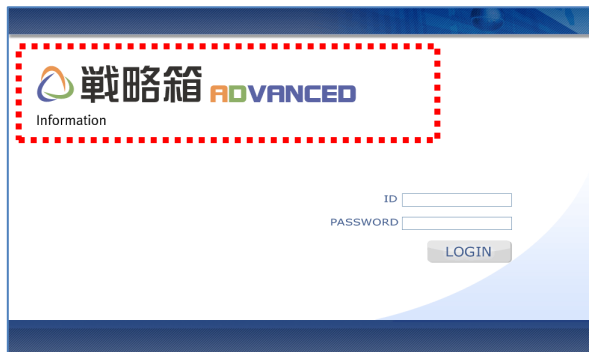 戦略箱 ADVANCED
Information
ID
PASSWORD
LOGIN